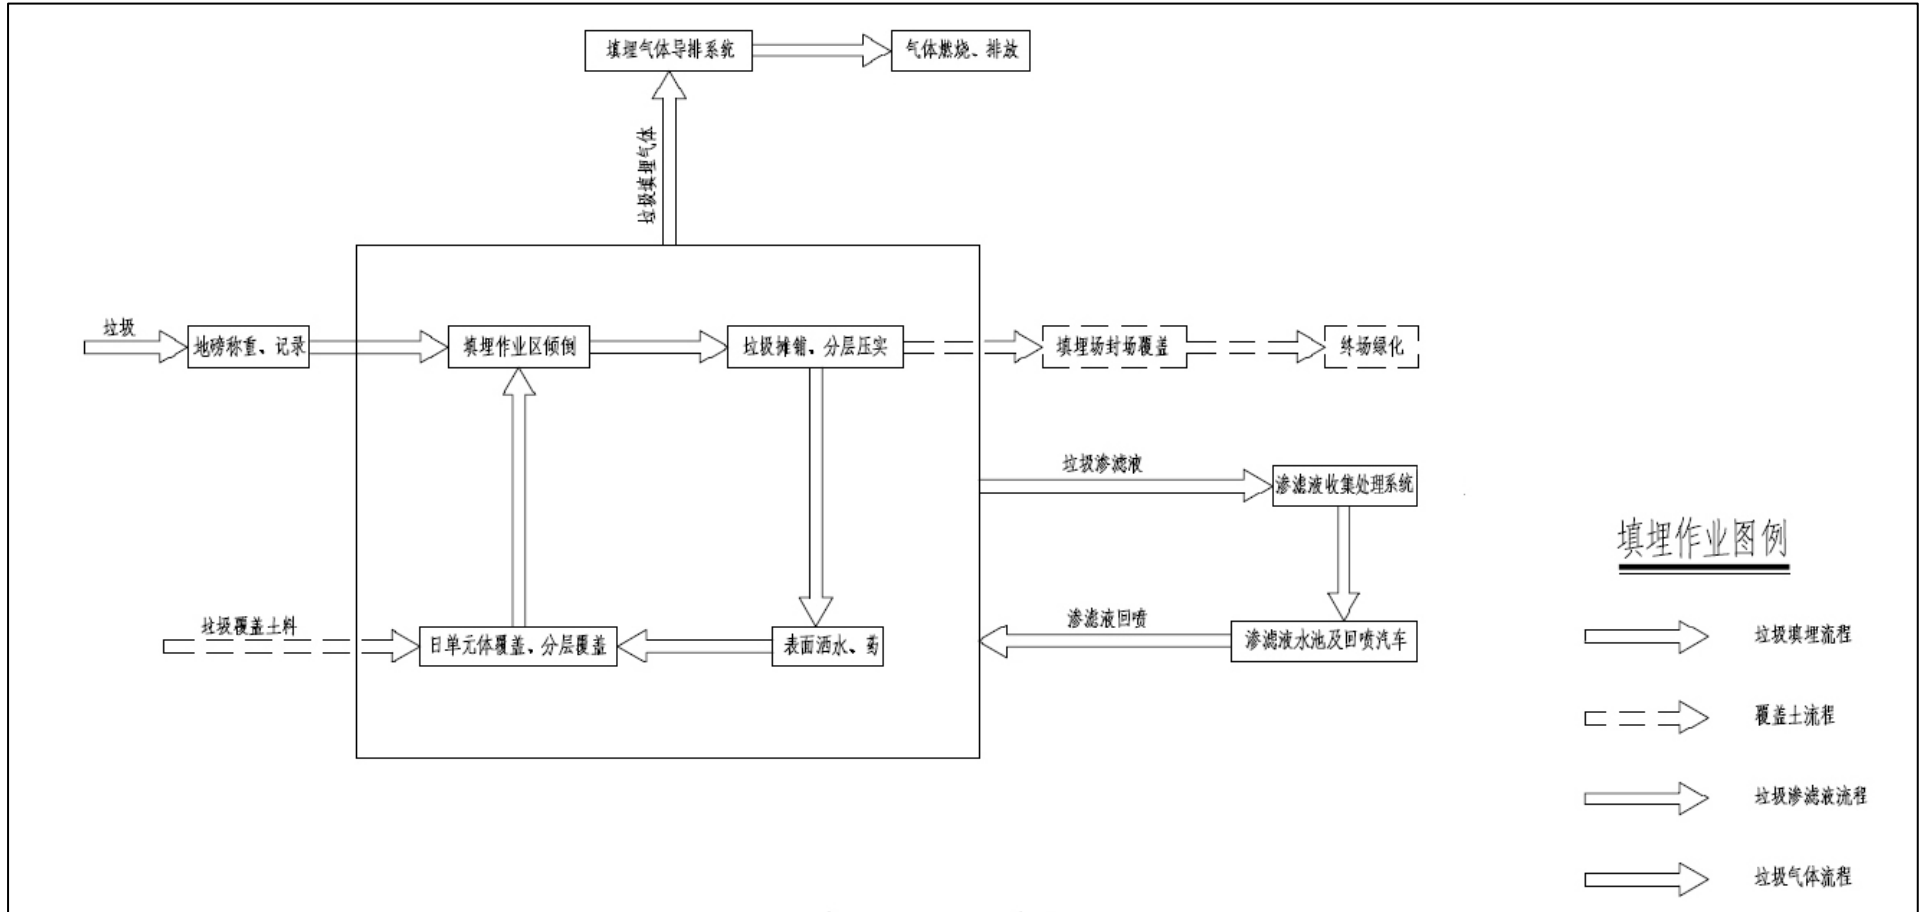 填埋气体导排系统
气体燃烧、排放
垃圾填埋气体
垃圾
地磅称重、记录
填埋作业区倾倒
垃圾摊铺、分层压实
填埋场封场覆盖
终场绿化
垃圾渗滤液
渗滤液收集处理系统
填埋作业图例
垃圾覆盖土料
日单元体覆盖、分层覆盖
表面洒水、药
渗滤液回喷
渗滤液水池及回喷汽车
垃圾填埋流程
覆盖土流程
垃圾渗滤液流程
垃圾气体流程